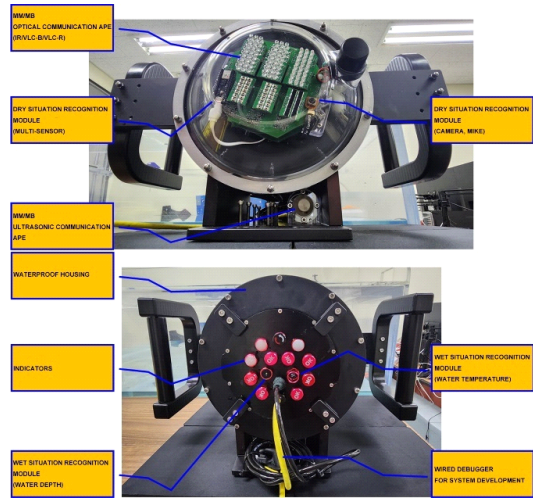 MM/MB
OPTICAL COMMUNICATION APE
(IR/VLC-B/VLC-R)
DRY SITUATION RECOGNITION
MODULE
(MULTI-SENSOR)
DRY SITUATION RECOGNITION
MODULE
(CAMERA, MIKE)
MM/MB
ULTRASONIC COMMUNICATION
APE
WATERPROOF HOUSING
INDICATORS
WET SITUATION RECOGNITION
MODULE
(WATER TEMPERATURE)
WET SITUATION RECOGNITION
MODULE
(WATER DEPTH)
WIRED DEBUGGER
FOR SYSTEM DEVELOPMENT